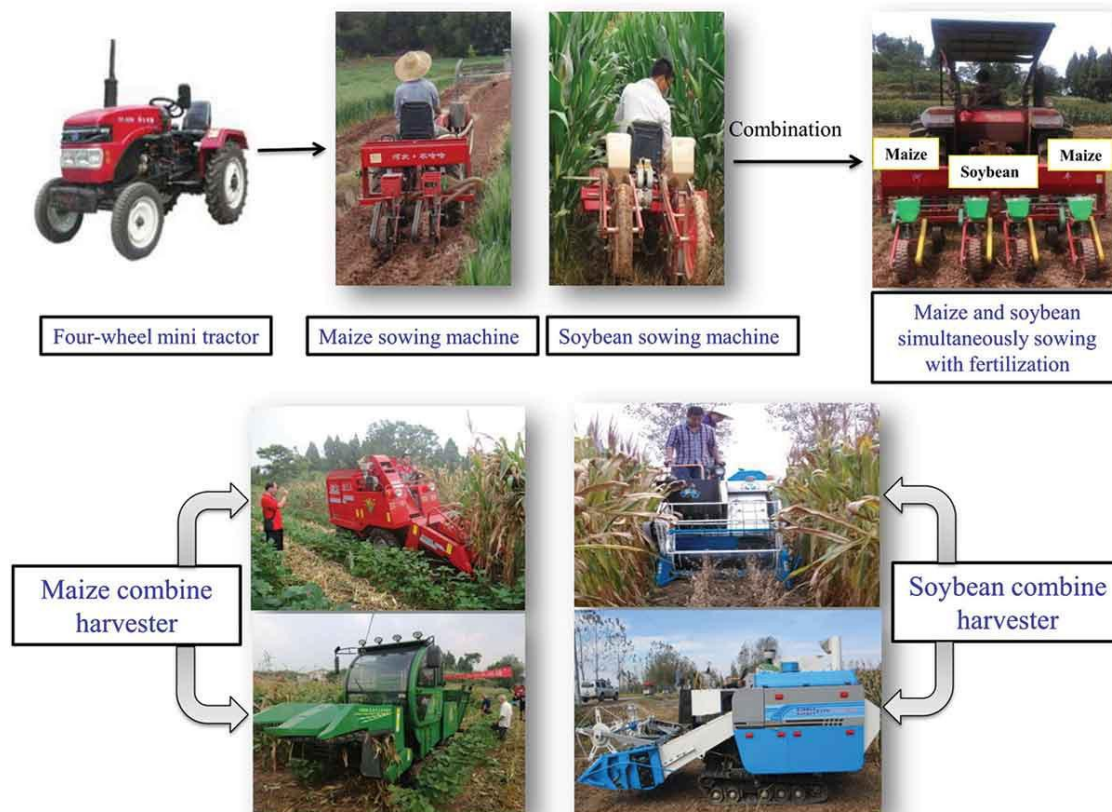 Combination
Maize
Soybean
Maize
Four-wheel mini tractor
Maize sowing machine
Soybean sowing machine
Maize and soybean
simultaneously sowing
with fertilization
Maize combine
harvester
Soybean combine
harvester